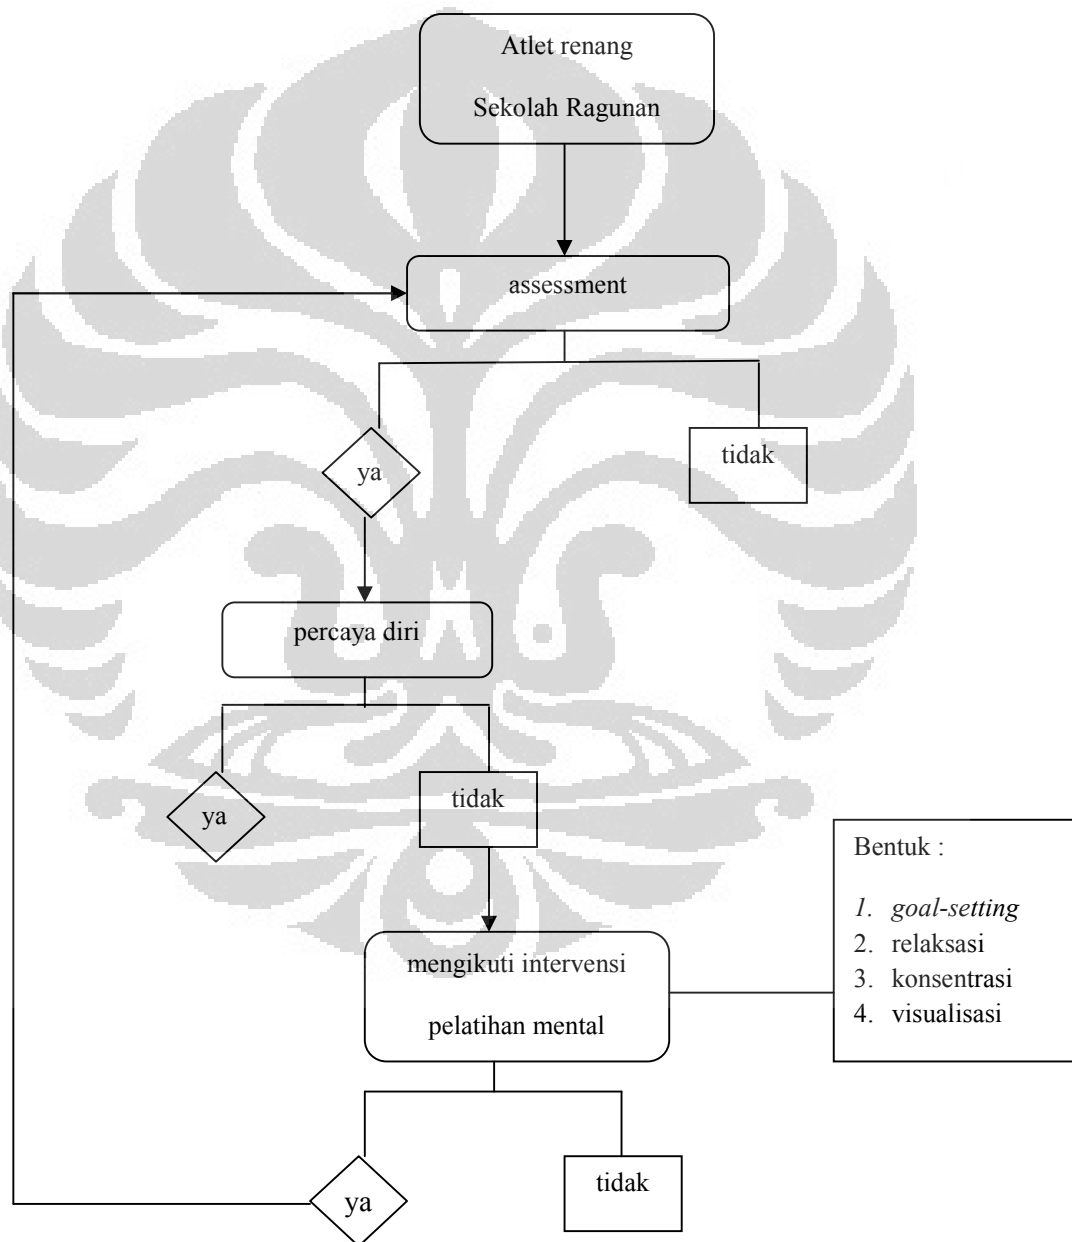 Atlet renang
Sekolah Ragunan
assessment
ya
tidak
percaya diri
ya
tidak
Bentuk :
1. goal-setting
2. relaksasi
3. konsentrasi
4. visualisasi
mengikuti intervensi
pelatihan mental
ya
tidak